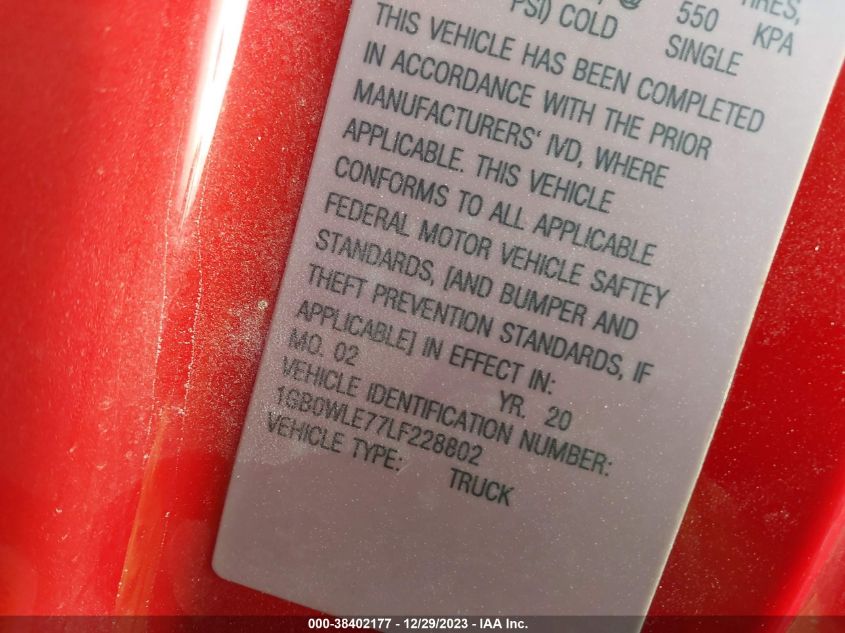 TIRES,
PSI) COLD @ 550 KPA
SINGLE
THIS VEHICLE HAS BEEN COMPLETED
IN ACCORDANCE WITH THE PRIOR
MANUFACTURERS' IVD, WHERE
APPLICABLE. THIS VEHICLE
CONFORMS TO ALL APPLICABLE
FEDERAL MOTOR VEHICLE SAFTEY
STANDARDS, [AND BUMPER AND
THEFT PREVENTION STANDARDS, IF
APPLICABLE] IN EFFECT IN:
MO. 02 YR. 20
VEHICLE IDENTIFICATION NUMBER:
1GB0WLE77LF228802
VEHICLE TYPE:
TRUCK
000-38402177 - 12/29/2023 - IAA Inc.